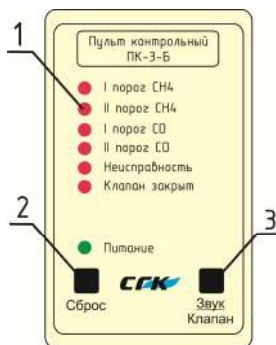 1
Пульт контрольный
ПК-3-Б
I порог CH4
II порог CH4
I порог CO
II порог CO
Неисправность
Клапан закрыт
2
3
Питание
СГК
Сброс
Звук
Клапан